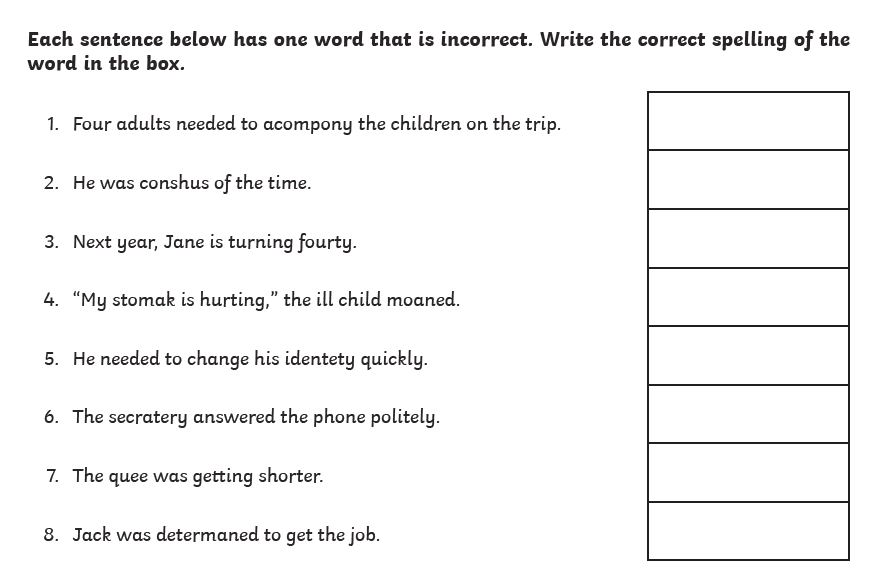 Each sentence below has one word that is incorrect. Write the correct spelling of the
word in the box.
1. Four adults needed to acompony the children on the trip.
2. He was conshus of the time.
3. Next year, Jane is turning fourty.
4. “My stomak is hurting,” the ill child moaned.
5. He needed to change his identety quickly.
6. The secratery answered the phone politely.
7. The quee was getting shorter.
8. Jack was determaned to get the job.